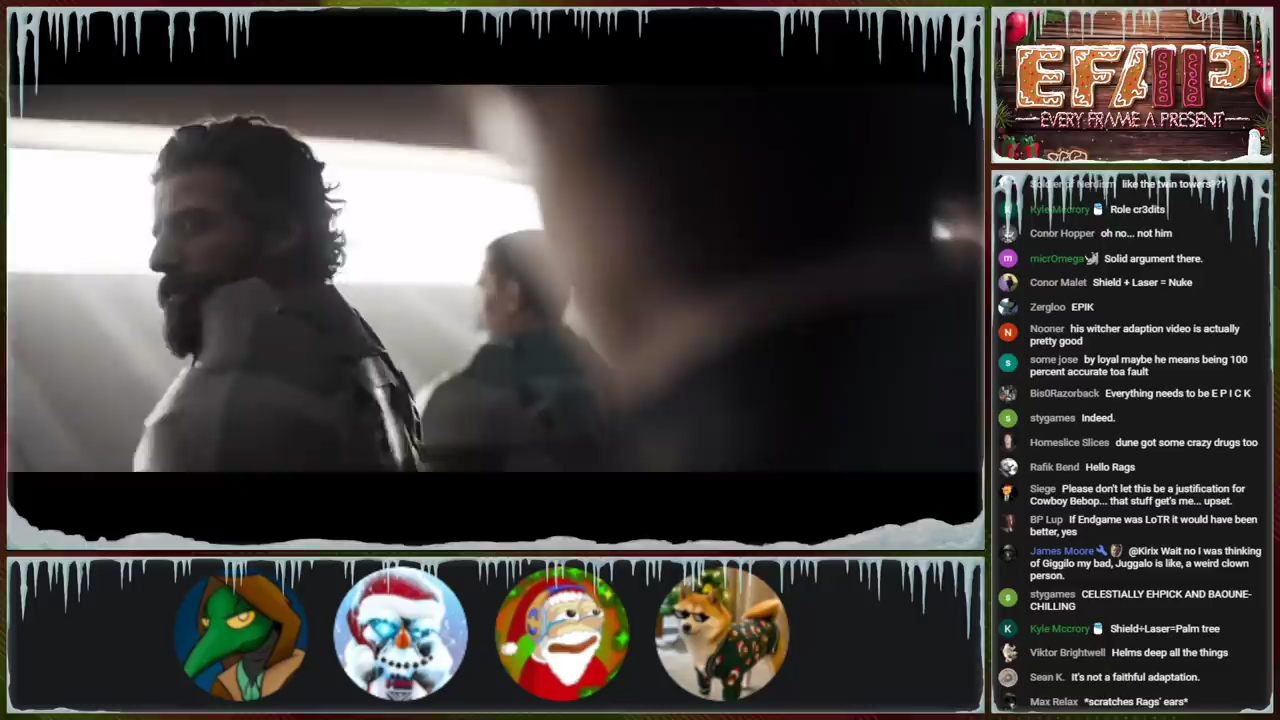 EFAP
EVERY FRAME A PRESENT
Soldier of Nerdism like the twin towers???
Kyle Mccrory Role cr3dits
Conor Hopper oh no... not him
micrOmega Solid argument there.
Conor Malet Shield + Laser = Nuke
Zergloo EPIK
Nooner his witcher adaption video is actually
pretty good
some jose by loyal maybe he means being 100
percent accurate toa fault
Bis0Razorback Everything needs to be E P I C K
stygames Indeed.
Homeslice Slices dune got some crazy drugs too
Rafik Bend Hello Rags
Siege Please don't let this be a justification for
Cowboy Bebop... that stuff get's me... upset.
BP Lup If Endgame was LoTR it would have been
better, yes
James Moore @Kirix Wait no I was thinking
of Giggilo my bad, Juggalo is like, a weird clown
person.
stygames CELESTIALLY EHPICK AND BAOUNE-
CHILLING
Kyle Mccrory Shield÷Laser=Palm tree
Viktor Brightwell Helms deep all the things
Sean K. It's not a faithful adaptation.
Max Relax *scratches Rags' ears*